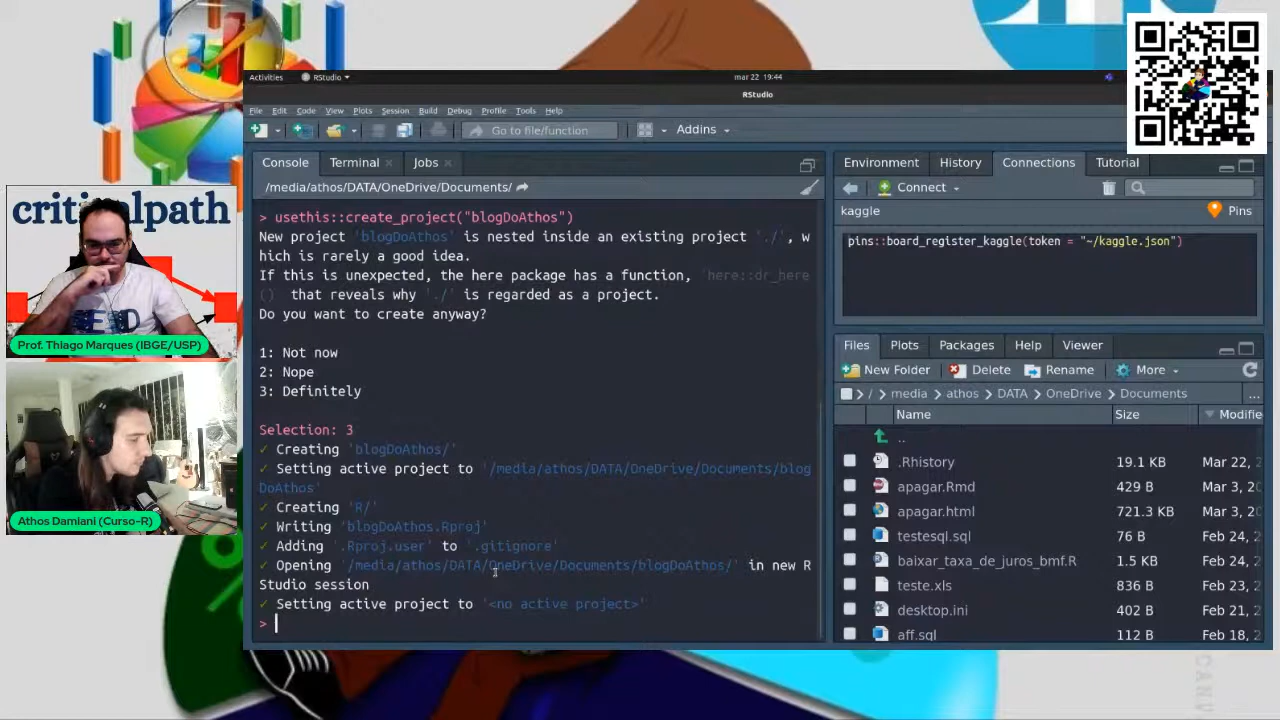 Activities
RStudio
mar 22 19:44
RStudio
File Edit Code View Plots Session Build Debug Profile Tools Help
Go to file/function
Addins
Console Terminal Jobs
/media/athos/DATA/OneDrive/Documents/
> usethis::create_project("blogDoAthos")
New project 'blogDoAthos' is nested inside an existing project './', w
hich is rarely a good idea.
If this is unexpected, the here package has a function, `here::dr_here
()` that reveals why './' is regarded as a project.
Do you want to create anyway?
1: Not now
2: Nope
3: Definitely
Selection: 3
✓ Creating 'blogDoAthos/'
✓ Setting active project to '/media/athos/DATA/OneDrive/Documents/blog
DoAthos'
✓ Creating 'R/'
✓ Writing 'blogDoAthos.Rproj'
✓ Adding '.Rproj.user' to '.gitignore'
✓ Opening '/media/athos/DATA/OneDrive/Documents/blogDoAthos/' in new R
Studio session
✓ Setting active project to '<no active project>'
>
Environment History Connections Tutorial
Connect
kaggle
Pins
pins::board_register_kaggle(token = "~/kaggle.json")
Files Plots Packages Help Viewer
New Folder Delete Rename More
/ media athos DATA OneDrive Documents ...
Name Size Modifie
..
.Rhistory 19.1 KB Mar 22, 
apagar.Rmd 429 B Mar 3, 2
apagar.html 721.3 KB Mar 3, 2
testesql.sql 76 B Feb 24,
baixar_taxa_de_juros_bmf.R 1.5 KB Feb 24,
teste.xls 836 B Feb 23,
desktop.ini 402 B Feb 21,
aff.sql 112 B Feb 18,
Prof. Thiago Marques (IBGE/USP)
Athos Damiani (Curso-R)